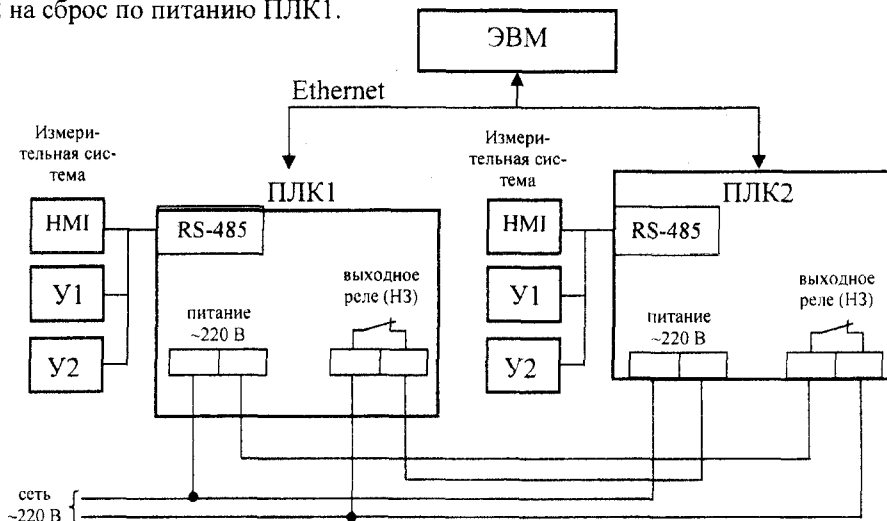 на сброс по питанию ПЛК1.
ЭВМ
Ethernet
Измери-
тельная сис-
тема
HMI
У1
У2
ПЛК1
RS-485
питание
~220 В
выходное
реле (НЗ)
Измери-
тельная сис-
тема
HMI
У1
У2
ПЛК2
RS-485
питание
~220 В
выходное
реле (НЗ)
сеть
~220 В